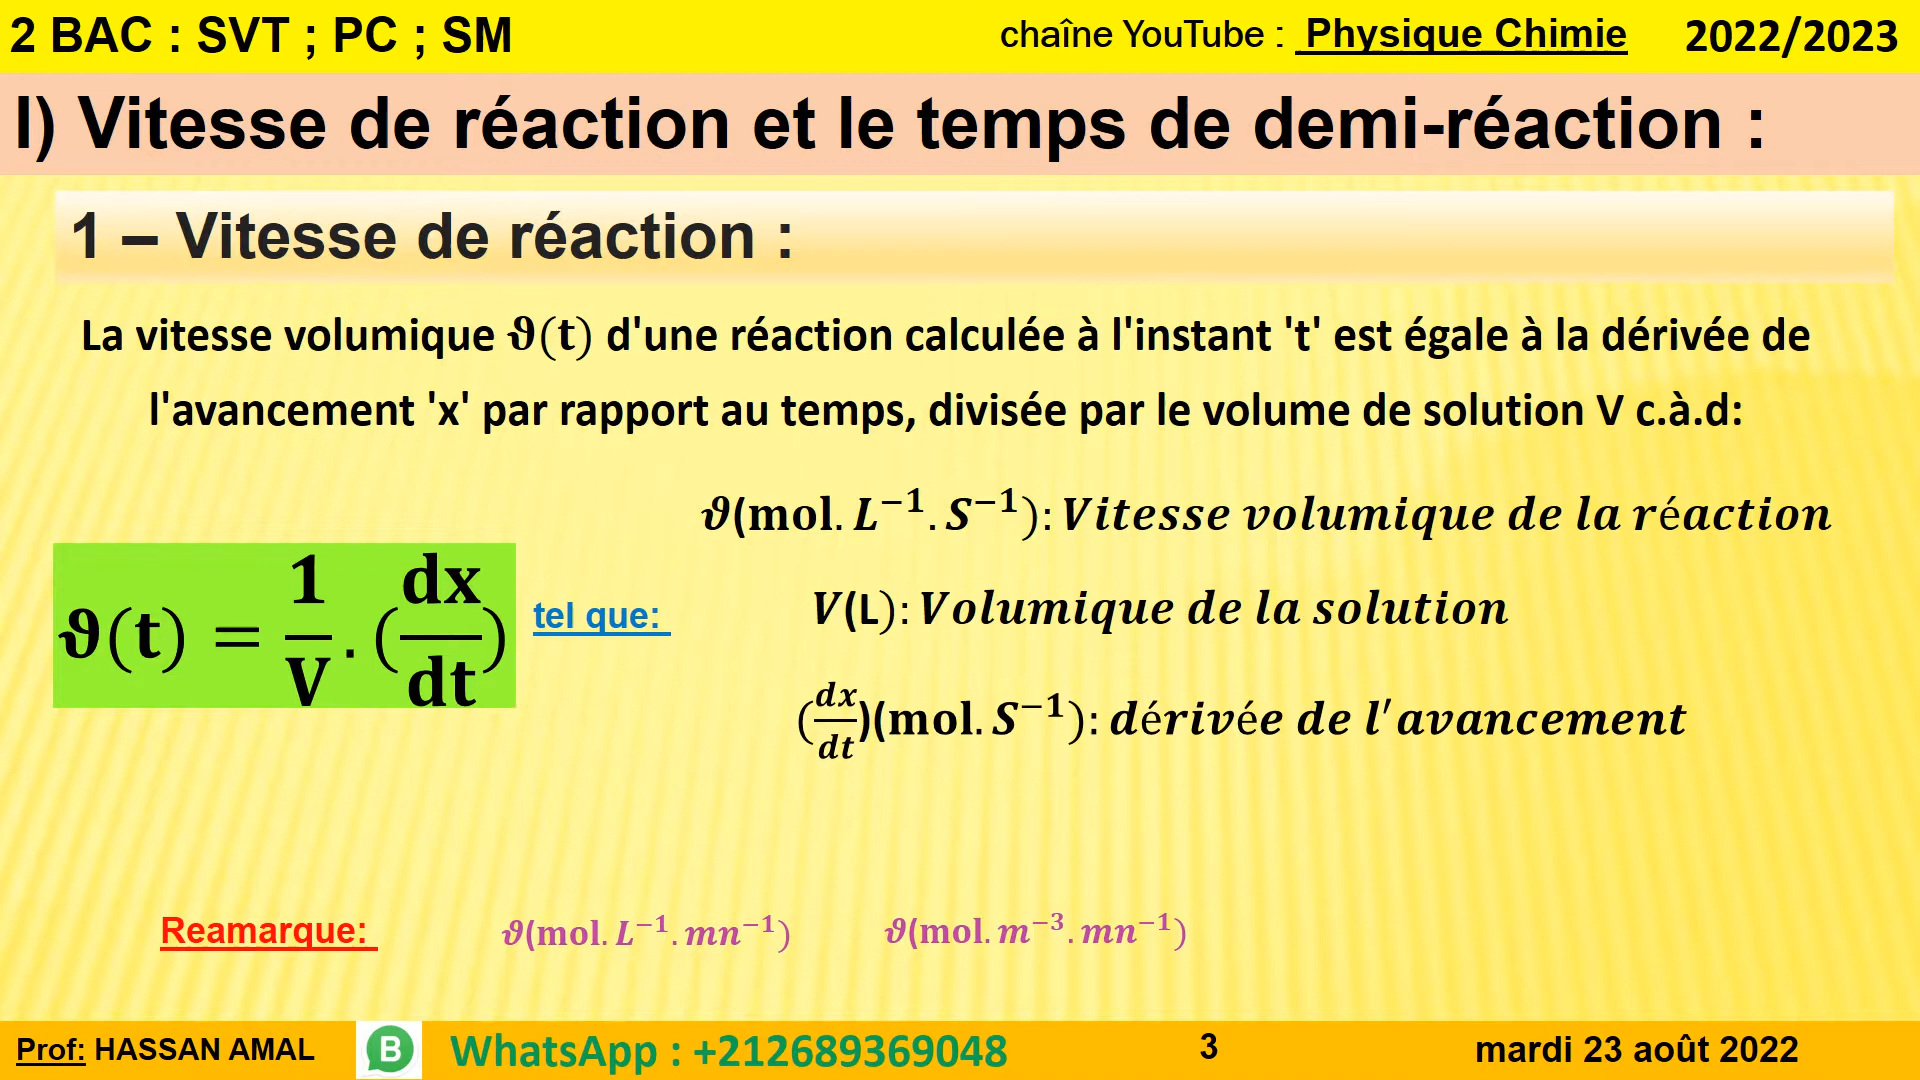 2 BAC : SVT ; PC ; SM
chaîne YouTube : Physique Chimie
2022/2023
I) Vitesse de réaction et le temps de demi-réaction :
1 – Vitesse de réaction :
La vitesse volumique ϑ(t) d'une réaction calculée à l'instant 't' est égale à la dérivée de
l'avancement 'x' par rapport au temps, divisée par le volume de solution V c.à.d:
ϑ(t) = 1/V . (dx/dt)
tel que:
ϑ(mol. L⁻¹. S⁻¹): Vitesse volumique de la réaction
V(L): Volumique de la solution
(dx/dt)(mol. S⁻¹): dérivée de l'avancement
Reamarque:
ϑ(mol. L⁻¹. mn⁻¹)
ϑ(mol. m⁻³. mn⁻¹)
Prof: HASSAN AMAL
B
WhatsApp : +212689369048
3
mardi 23 août 2022